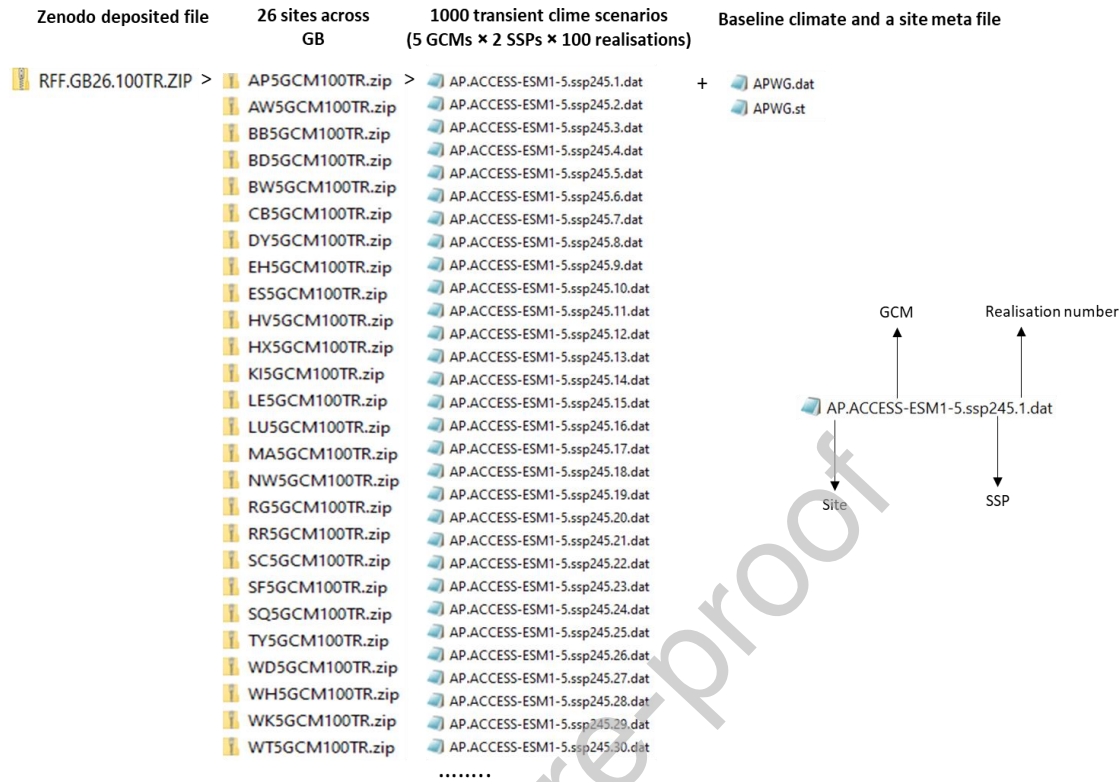 Zenodo deposited file
26 sites across
GB
1000 transient clime scenarios
(5 GCMs × 2 SSPs × 100 realisations)
Baseline climate and a site meta file
RFF.GB26.100TR.ZIP >
AP5GCM100TR.zip >
AW5GCM100TR.zip
BB5GCM100TR.zip
BD5GCM100TR.zip
BW5GCM100TR.zip
CB5GCM100TR.zip
DY5GCM100TR.zip
EH5GCM100TR.zip
ES5GCM100TR.zip
HV5GCM100TR.zip
HX5GCM100TR.zip
KI5GCM100TR.zip
LE5GCM100TR.zip
LU5GCM100TR.zip
MA5GCM100TR.zip
NW5GCM100TR.zip
RG5GCM100TR.zip
RR5GCM100TR.zip
SC5GCM100TR.zip
SF5GCM100TR.zip
SQ5GCM100TR.zip
TY5GCM100TR.zip
WD5GCM100TR.zip
WH5GCM100TR.zip
WK5GCM100TR.zip
WT5GCM100TR.zip
AP.ACCESS-ESM1-5.ssp245.1.dat
AP.ACCESS-ESM1-5.ssp245.2.dat
AP.ACCESS-ESM1-5.ssp245.3.dat
AP.ACCESS-ESM1-5.ssp245.4.dat
AP.ACCESS-ESM1-5.ssp245.5.dat
AP.ACCESS-ESM1-5.ssp245.6.dat
AP.ACCESS-ESM1-5.ssp245.7.dat
AP.ACCESS-ESM1-5.ssp245.8.dat
AP.ACCESS-ESM1-5.ssp245.9.dat
AP.ACCESS-ESM1-5.ssp245.10.dat
AP.ACCESS-ESM1-5.ssp245.11.dat
AP.ACCESS-ESM1-5.ssp245.12.dat
AP.ACCESS-ESM1-5.ssp245.13.dat
AP.ACCESS-ESM1-5.ssp245.14.dat
AP.ACCESS-ESM1-5.ssp245.15.dat
AP.ACCESS-ESM1-5.ssp245.16.dat
AP.ACCESS-ESM1-5.ssp245.17.dat
AP.ACCESS-ESM1-5.ssp245.18.dat
AP.ACCESS-ESM1-5.ssp245.19.dat
AP.ACCESS-ESM1-5.ssp245.20.dat
AP.ACCESS-ESM1-5.ssp245.21.dat
AP.ACCESS-ESM1-5.ssp245.22.dat
AP.ACCESS-ESM1-5.ssp245.23.dat
AP.ACCESS-ESM1-5.ssp245.24.dat
AP.ACCESS-ESM1-5.ssp245.25.dat
AP.ACCESS-ESM1-5.ssp245.26.dat
AP.ACCESS-ESM1-5.ssp245.27.dat
AP.ACCESS-ESM1-5.ssp245.28.dat
AP.ACCESS-ESM1-5.ssp245.29.dat
AP.ACCESS-ESM1-5.ssp245.30.dat
........
+
APWG.dat
APWG.st
GCM
Realisation number
AP.ACCESS-ESM1-5.ssp245.1.dat
Site
SSP
re-proof